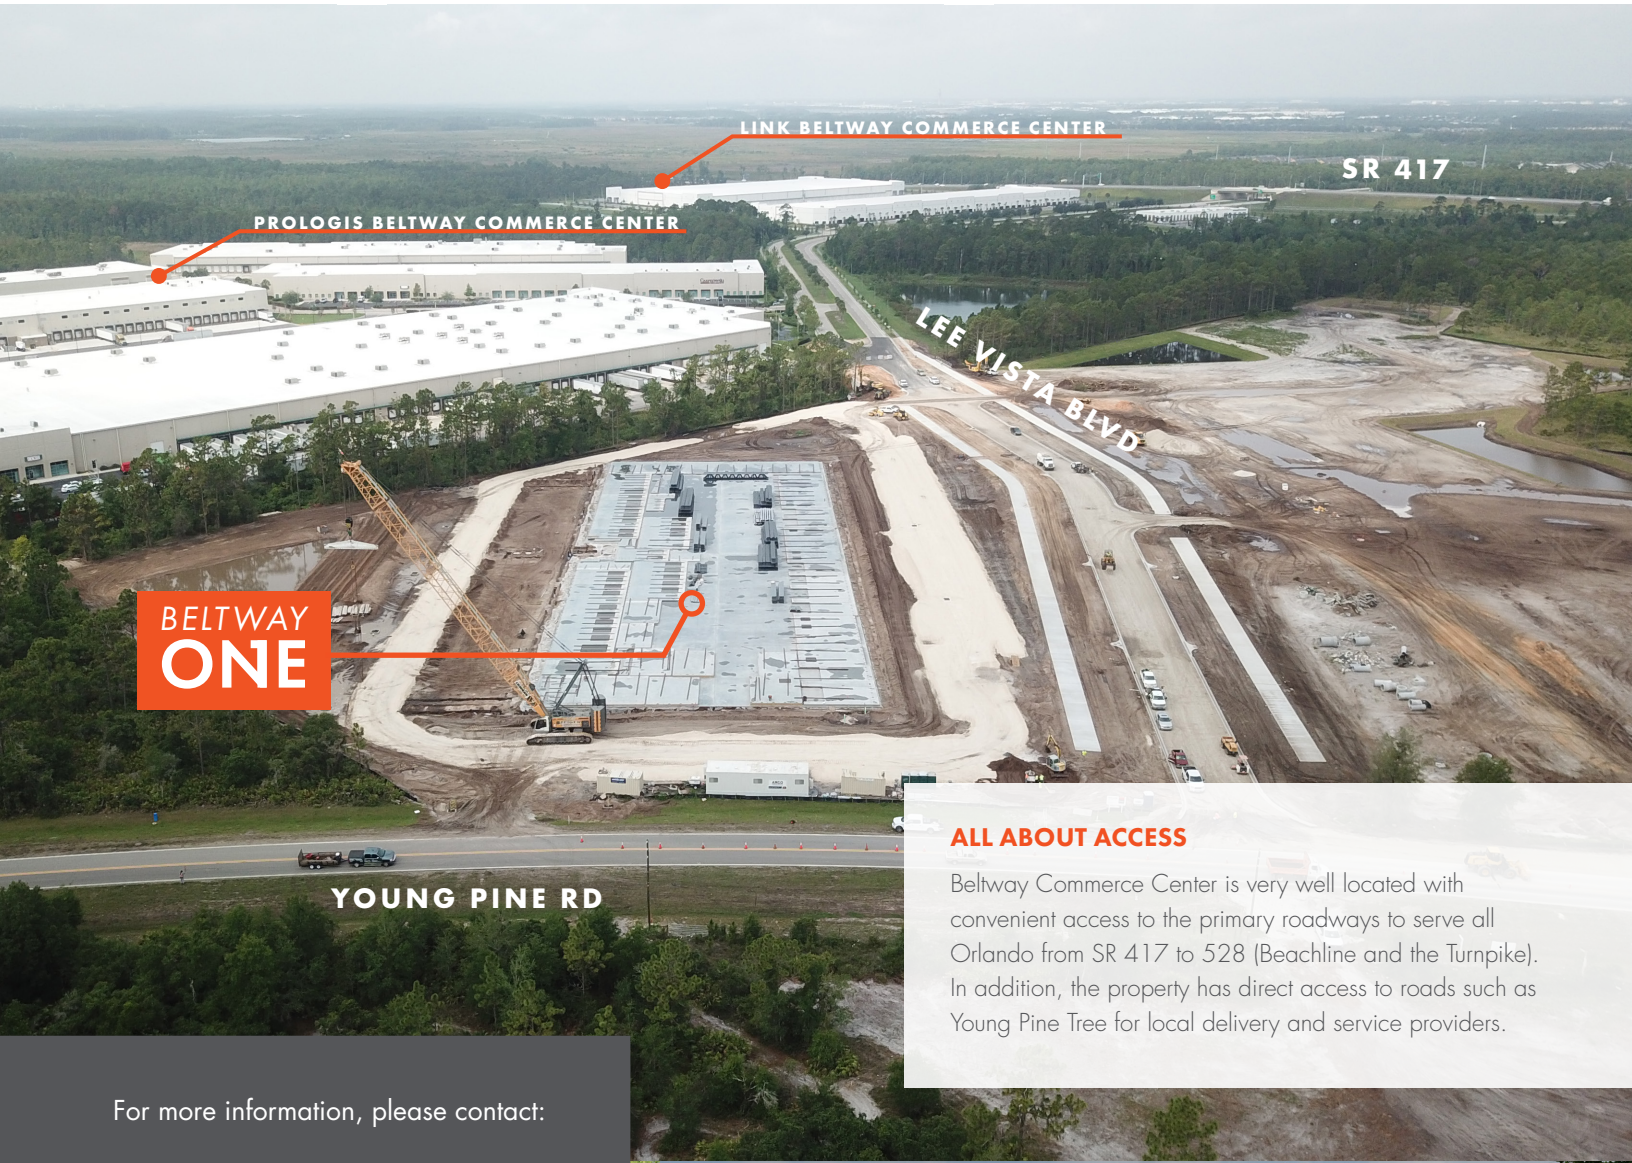 LINK BELTWAY COMMERCE CENTER
SR 417
PROLOGIS BELTWAY COMMERCE CENTER
LEE VISTA BLVD
BELTWAY
ONE
YOUNG PINE RD
ALL ABOUT ACCESS
Beltway Commerce Center is very well located with
convenient access to the primary roadways to serve all
Orlando from SR 417 to 528 (Beachline and the Turnpike).
In addition, the property has direct access to roads such as
Young Pine Tree for local delivery and service providers.
For more information, please contact: